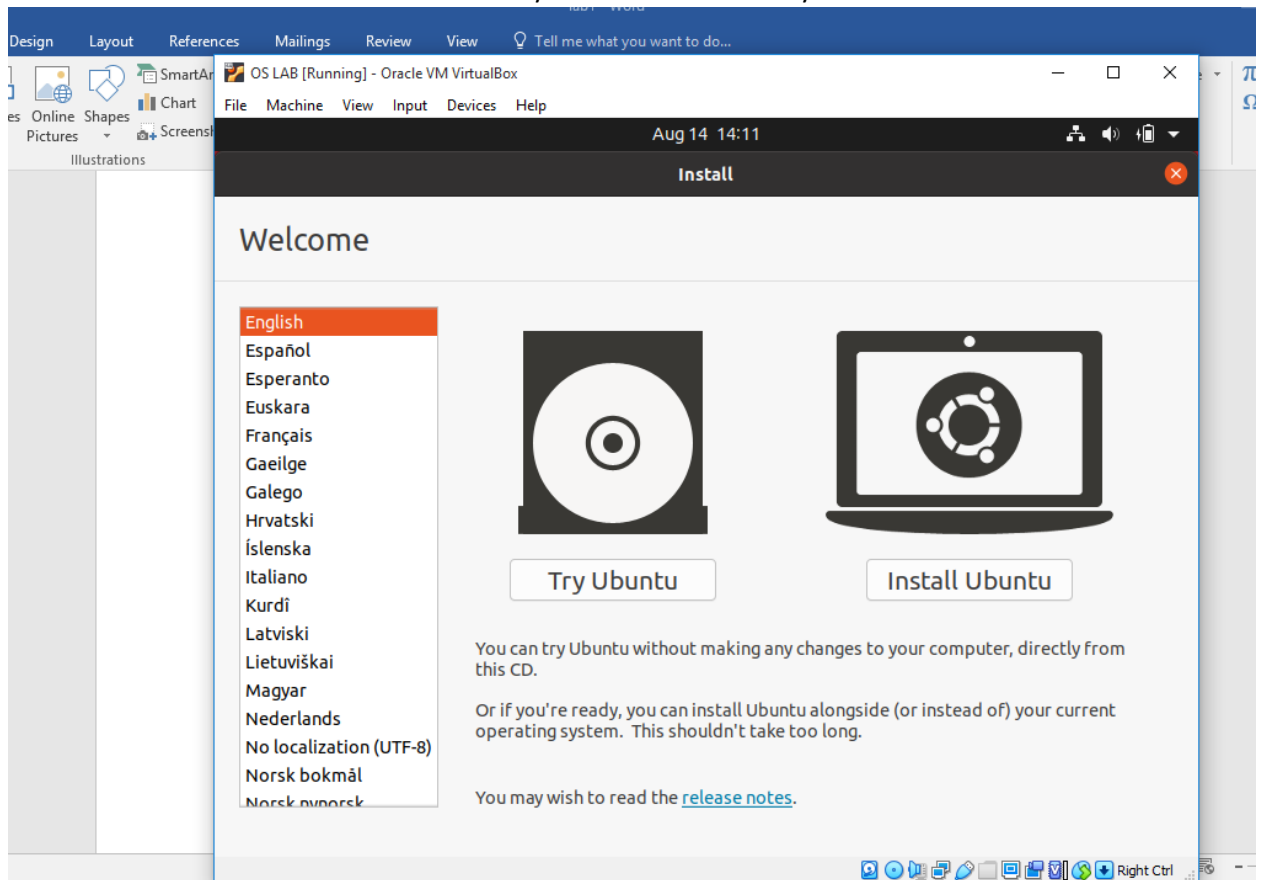 Design Layout References Mailings Review View Tell me what you want to do...
SmartAr
Chart
Screensh
Online Pictures
Shapes
Illustrations
OS LAB [Running] - Oracle VM VirtualBox
File Machine View Input Devices Help
Aug 14 14:11
Install
Welcome
English
Español
Esperanto
Euskara
Français
Gaeilge
Galego
Hrvatski
Íslenska
Italiano
Kurdî
Latviski
Lietuviškai
Magyar
Nederlands
No localization (UTF-8)
Norsk bokmål
Norsk nynorsk
Try Ubuntu
Install Ubuntu
You can try Ubuntu without making any changes to your computer, directly from
this CD.
Or if you're ready, you can install Ubuntu alongside (or instead of) your current
operating system. This shouldn't take too long.
You may wish to read the release notes.
Right Ctrl